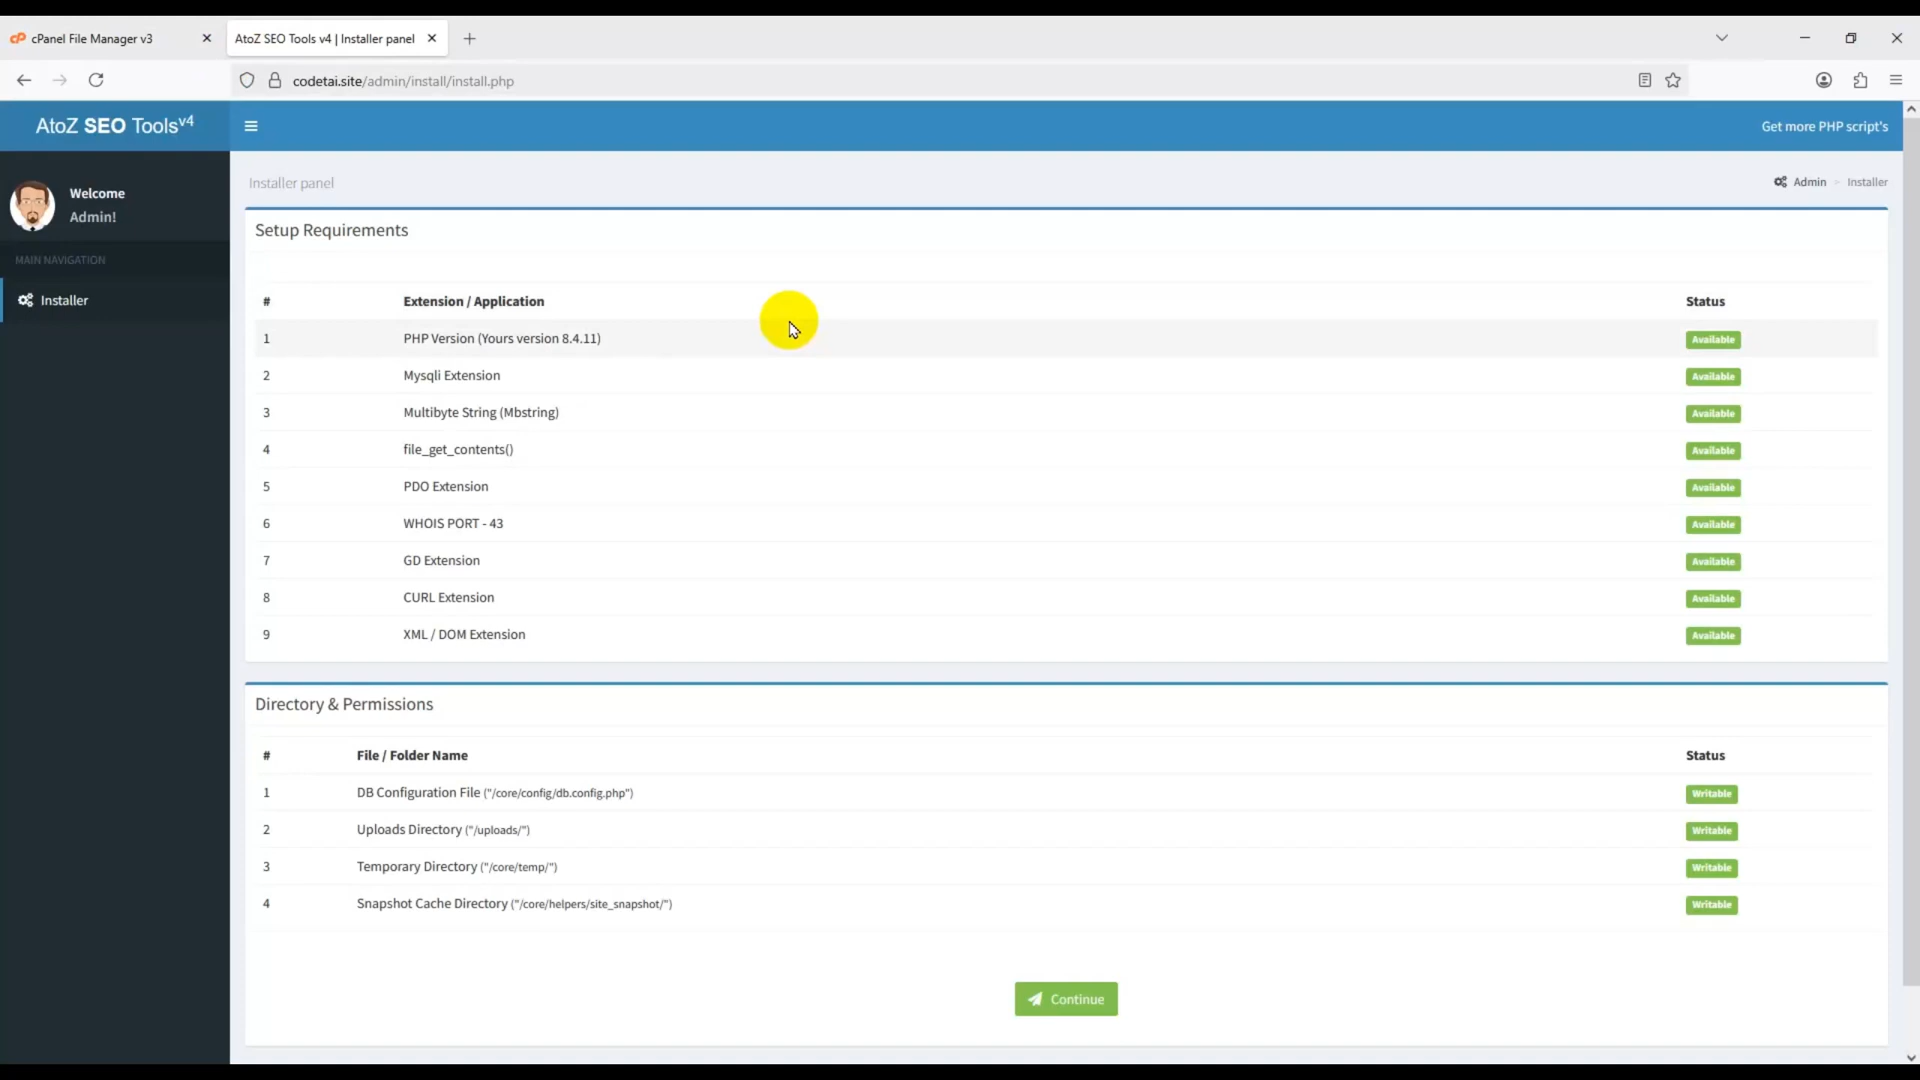 cPanel File Manager v3
AtoZ SEO Tools v4 | Installer panel
codetai.site/admin/install/install.php
AtoZ SEO Toolsv4
Get more PHP script's
Welcome
Admin!
MAIN NAVIGATION
Installer
Installer panel
Admin > Installer
Setup Requirements
# Extension / Application Status
1 PHP Version (Yours version 8.4.11) Available
2 Mysqli Extension Available
3 Multibyte String (Mbstring) Available
4 file_get_contents() Available
5 PDO Extension Available
6 WHOIS PORT - 43 Available
7 GD Extension Available
8 CURL Extension Available
9 XML / DOM Extension Available
Directory & Permissions
# File / Folder Name Status
1 DB Configuration File ("/core/config/db.config.php") Writable
2 Uploads Directory ("/uploads/") Writable
3 Temporary Directory ("/core/temp/") Writable
4 Snapshot Cache Directory ("/core/helpers/site_snapshot/") Writable
Continue